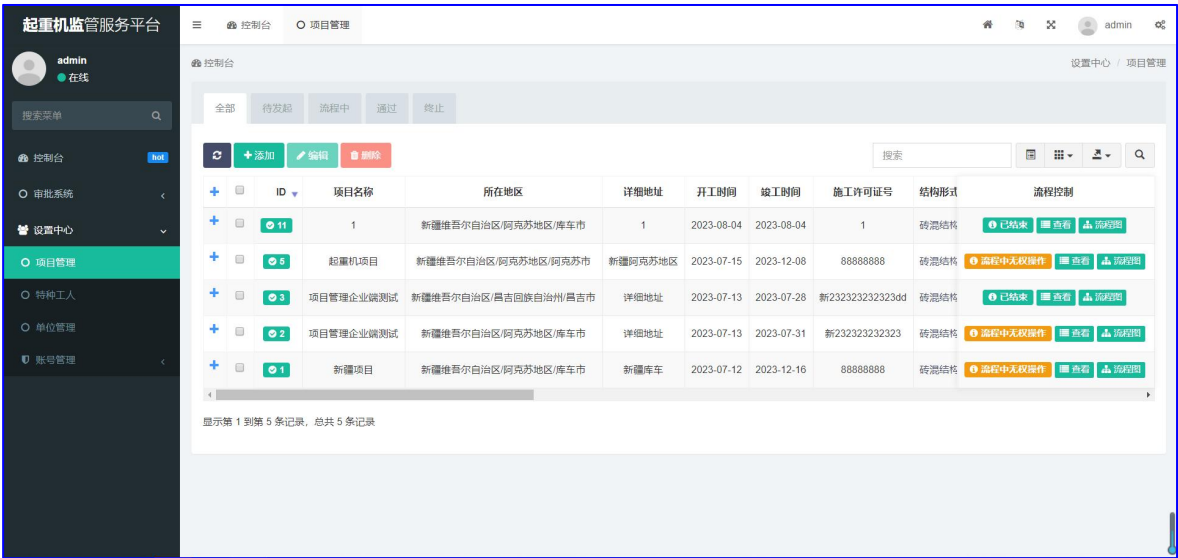 起重机监管服务平台
控制台 项目管理
admin
admin
在线
控制台
设置中心 / 项目管理
搜索菜单
全部 待发起 流程中 通过 终止
控制台 hot
审批系统
设置中心
项目管理
特种工人
单位管理
账号管理
添加 编辑 删除
搜索
ID 项目名称 所在地区 详细地址 开工时间 竣工时间 施工许可证号 结构形式 流程控制
11 1 新疆维吾尔自治区/阿克苏地区/库车市 1 2023-08-04 2023-08-04 1 砖混结构 已结束 查看 流程图
5 起重机项目 新疆维吾尔自治区/阿克苏地区/阿克苏市 新疆阿克苏地区 2023-07-15 2023-12-08 88888888 砖混结构 流程中无权操作 查看 流程图
3 项目管理企业端测试 新疆维吾尔自治区/昌吉回族自治州/昌吉市 详细地址 2023-07-13 2023-07-28 新232323232323dd 砖混结构 已结束 查看 流程图
2 项目管理企业端测试 新疆维吾尔自治区/阿克苏地区/库车市 详细地址 2023-07-13 2023-07-31 新232323232323 砖混结构 流程中无权操作 查看 流程图
1 新疆项目 新疆维吾尔自治区/阿克苏地区/库车市 新疆库车 2023-07-12 2023-12-16 88888888 砖混结构 流程中无权操作 查看 流程图
显示第 1 到第 5 条记录，总共 5 条记录